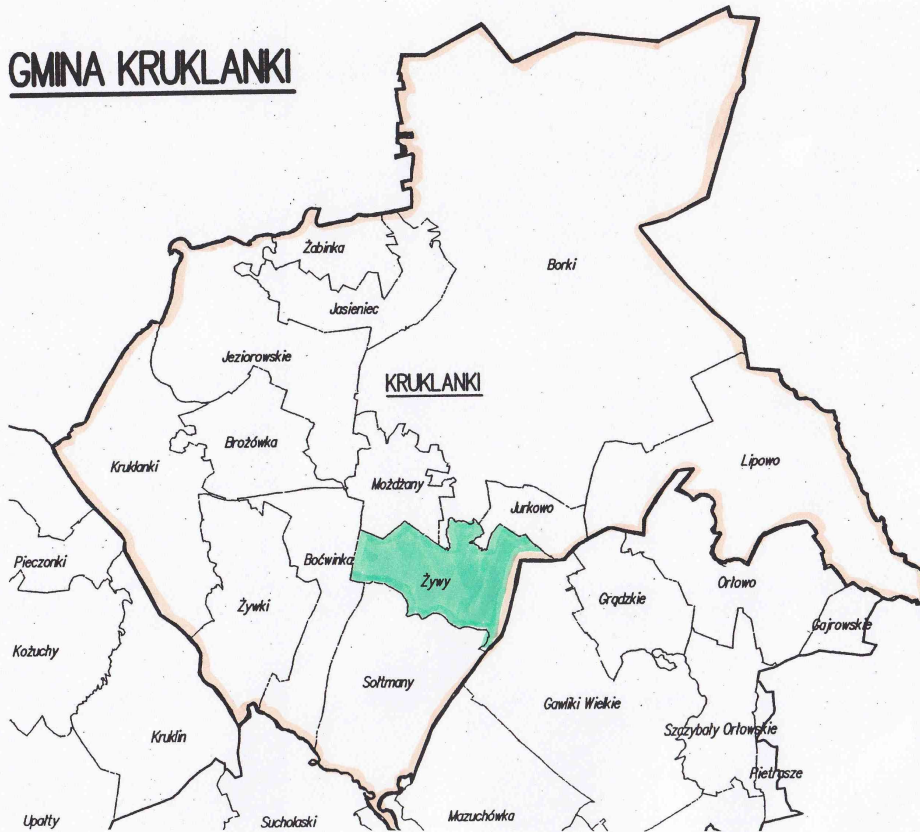 GMINA KRUKLANKI
Żabinka
Borki
Jasieniec
Jeziorowskie
KRUKLANKI
Brożówka
Kruklanki
Możdżany
Lipowo
Jurkowo
Pieczonki
Boćwinka
Żywy
Orłowo
Grądzkie
Żywki
Gajrowskie
Kożuchy
Sołtmany
Gawliki Wielkie
Kruklin
Szczybały Orłowskie
Pietrasze
Upałty
Sucholaski
Mazuchówka